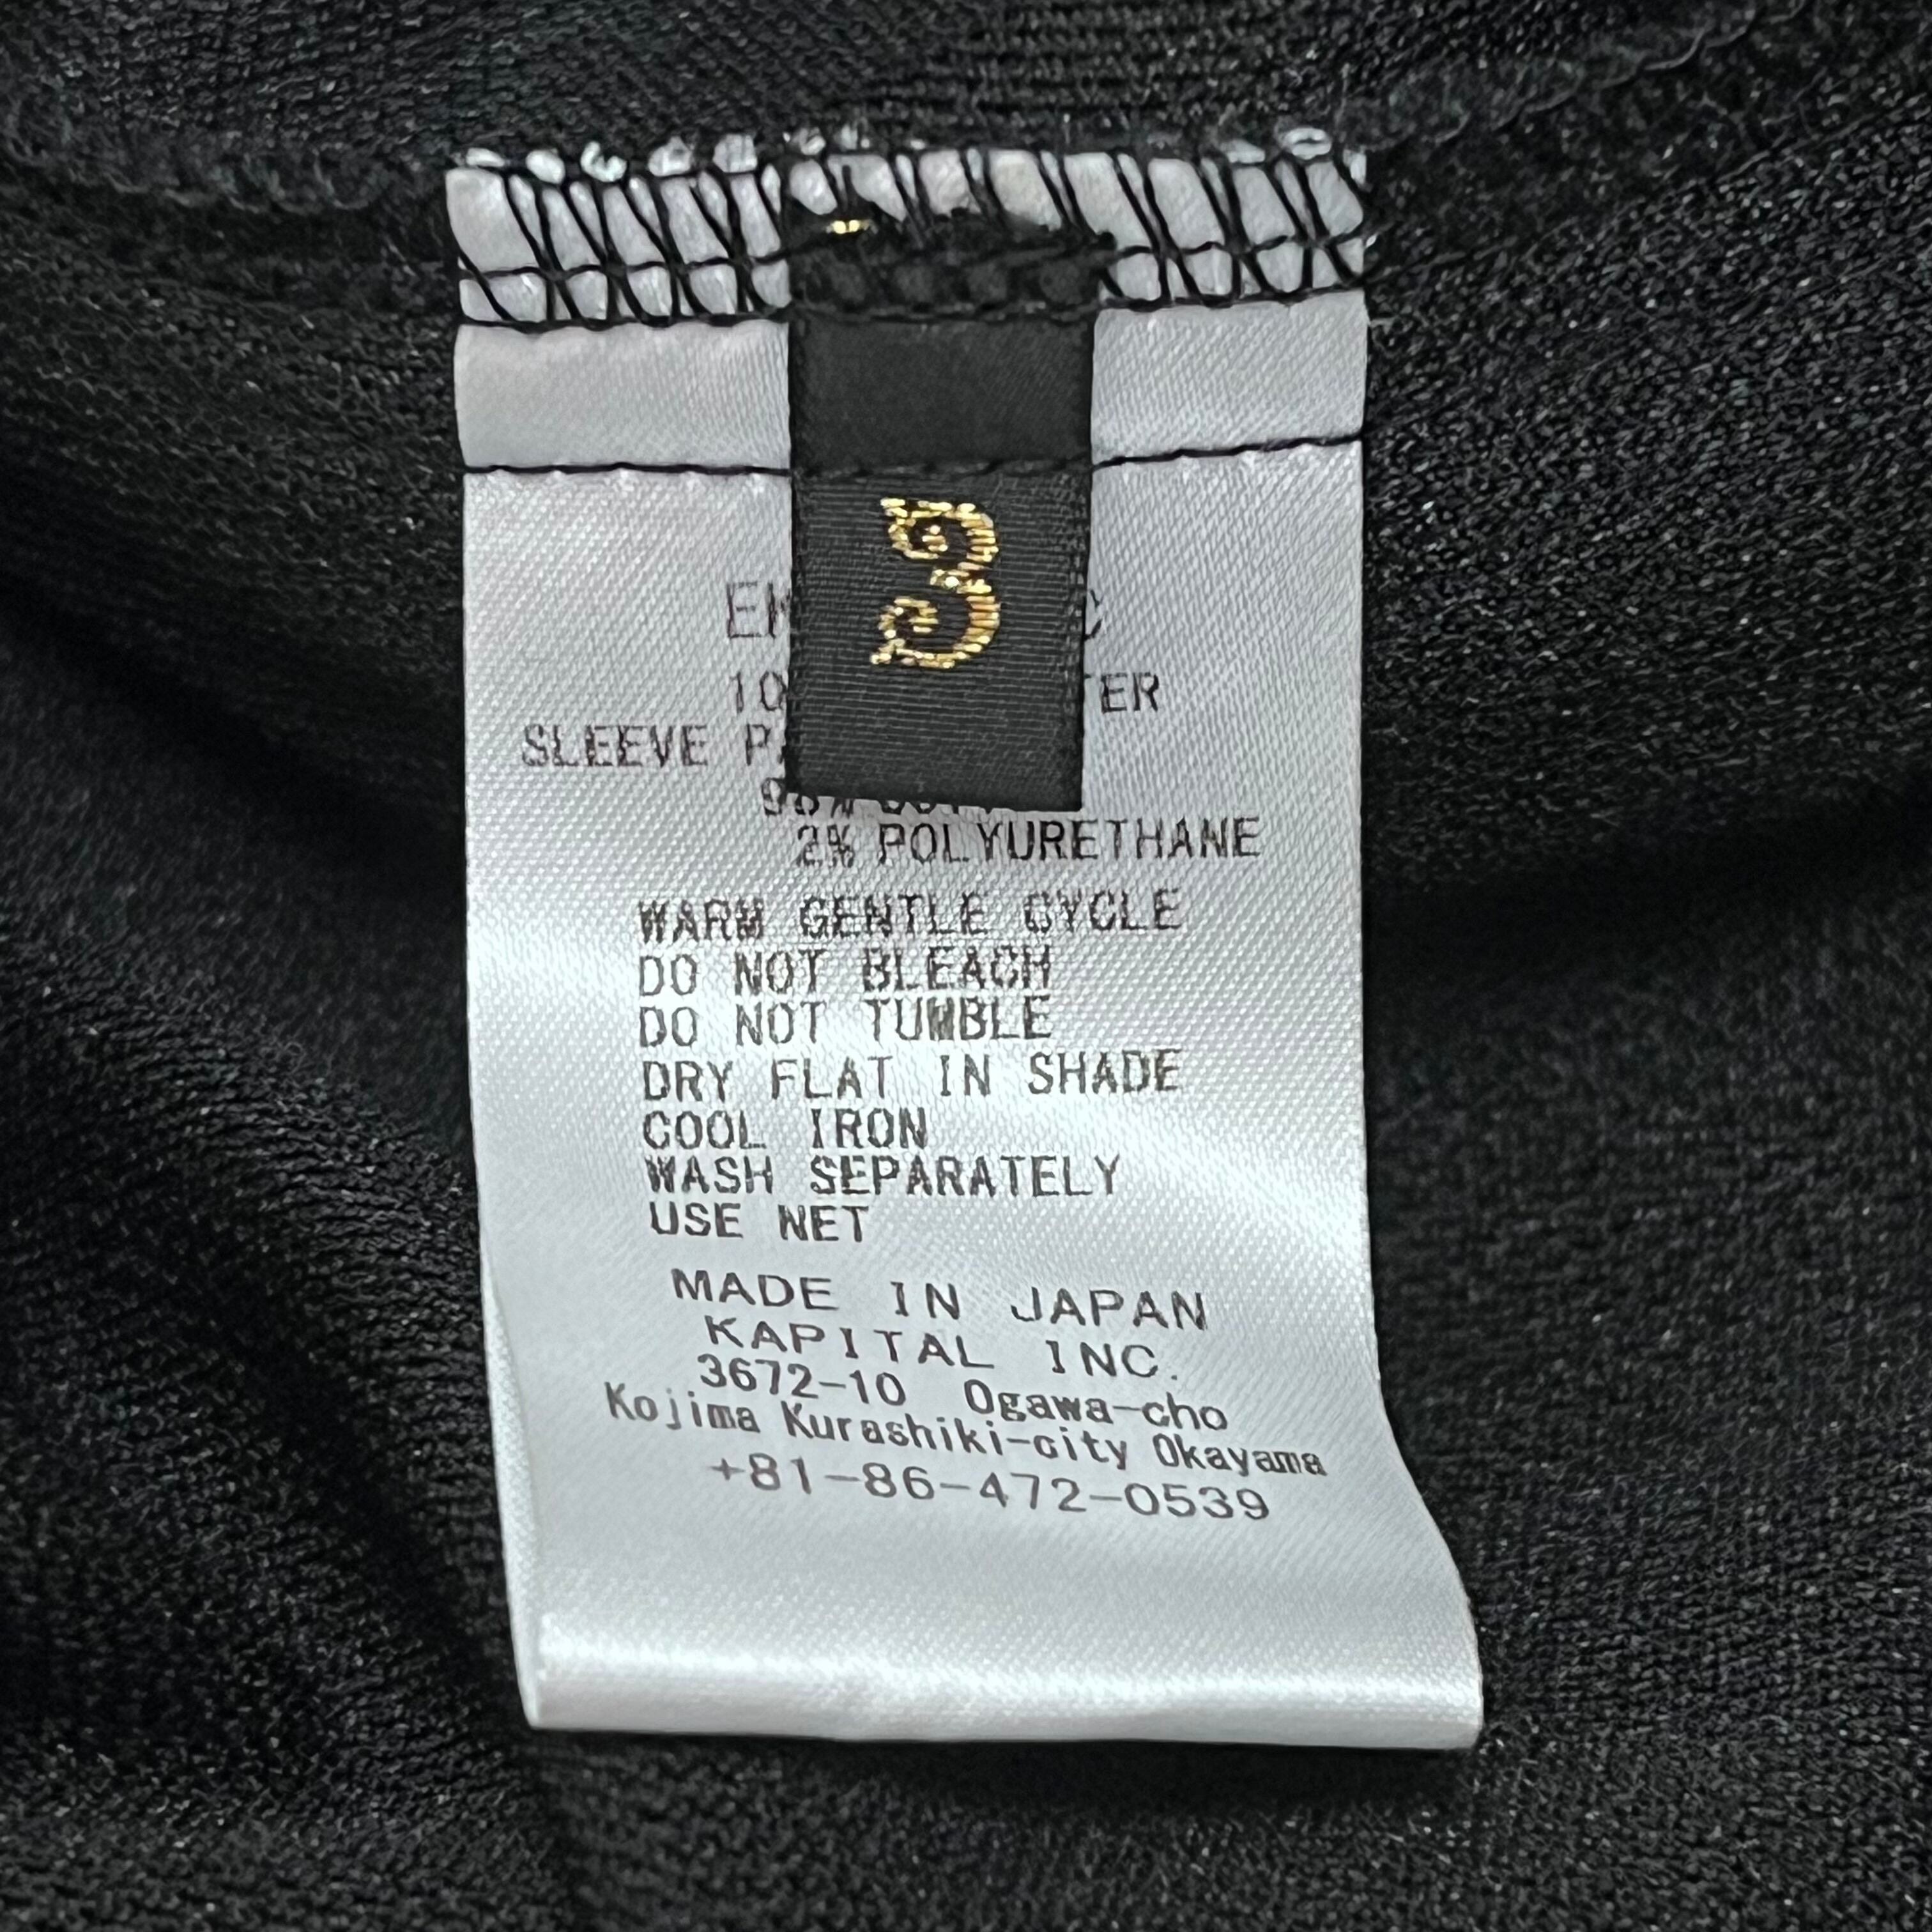 3
SLEEVE
2% POLYURETHANE
WARM GENTLE CYCLE
DO NOT BLEACH
DO NOT TUMBLE
DRY FLAT IN SHADE
COOL IRON
WASH SEPARATELY
USE NET
MADE IN JAPAN
KAPITAL INC.
3672-10 Ogawa-cho
Kojima Kurashiki-city Okayama
+81-86-472-0539